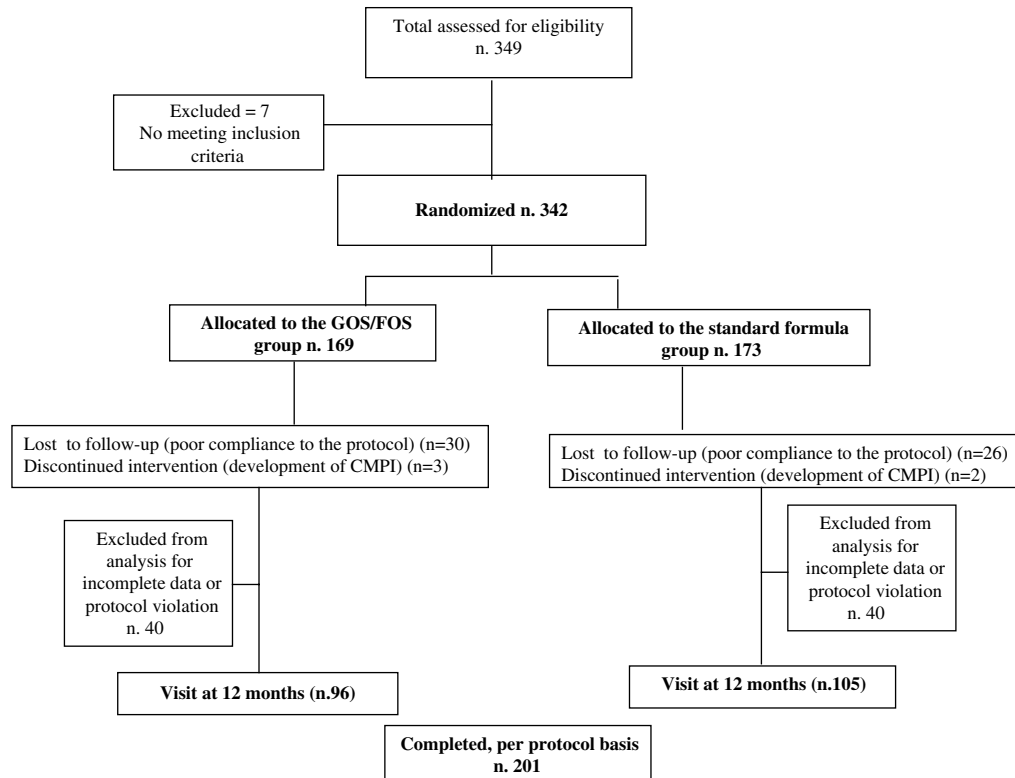 Total assessed for eligibility
n. 349
Excluded = 7
No meeting inclusion
criteria
Randomized n. 342
Allocated to the GOS/FOS
group n. 169
Allocated to the standard formula
group n. 173
Lost to follow-up (poor compliance to the protocol) (n=30)
Discontinued intervention (development of CMPI) (n=3)
Lost to follow-up (poor compliance to the protocol) (n=26)
Discontinued intervention (development of CMPI) (n=2)
Excluded from
analysis for
incomplete data or
protocol violation
n. 40
Excluded from
analysis for
incomplete data or
protocol violation
n. 40
Visit at 12 months (n.96)
Visit at 12 months (n.105)
Completed, per protocol basis
n. 201